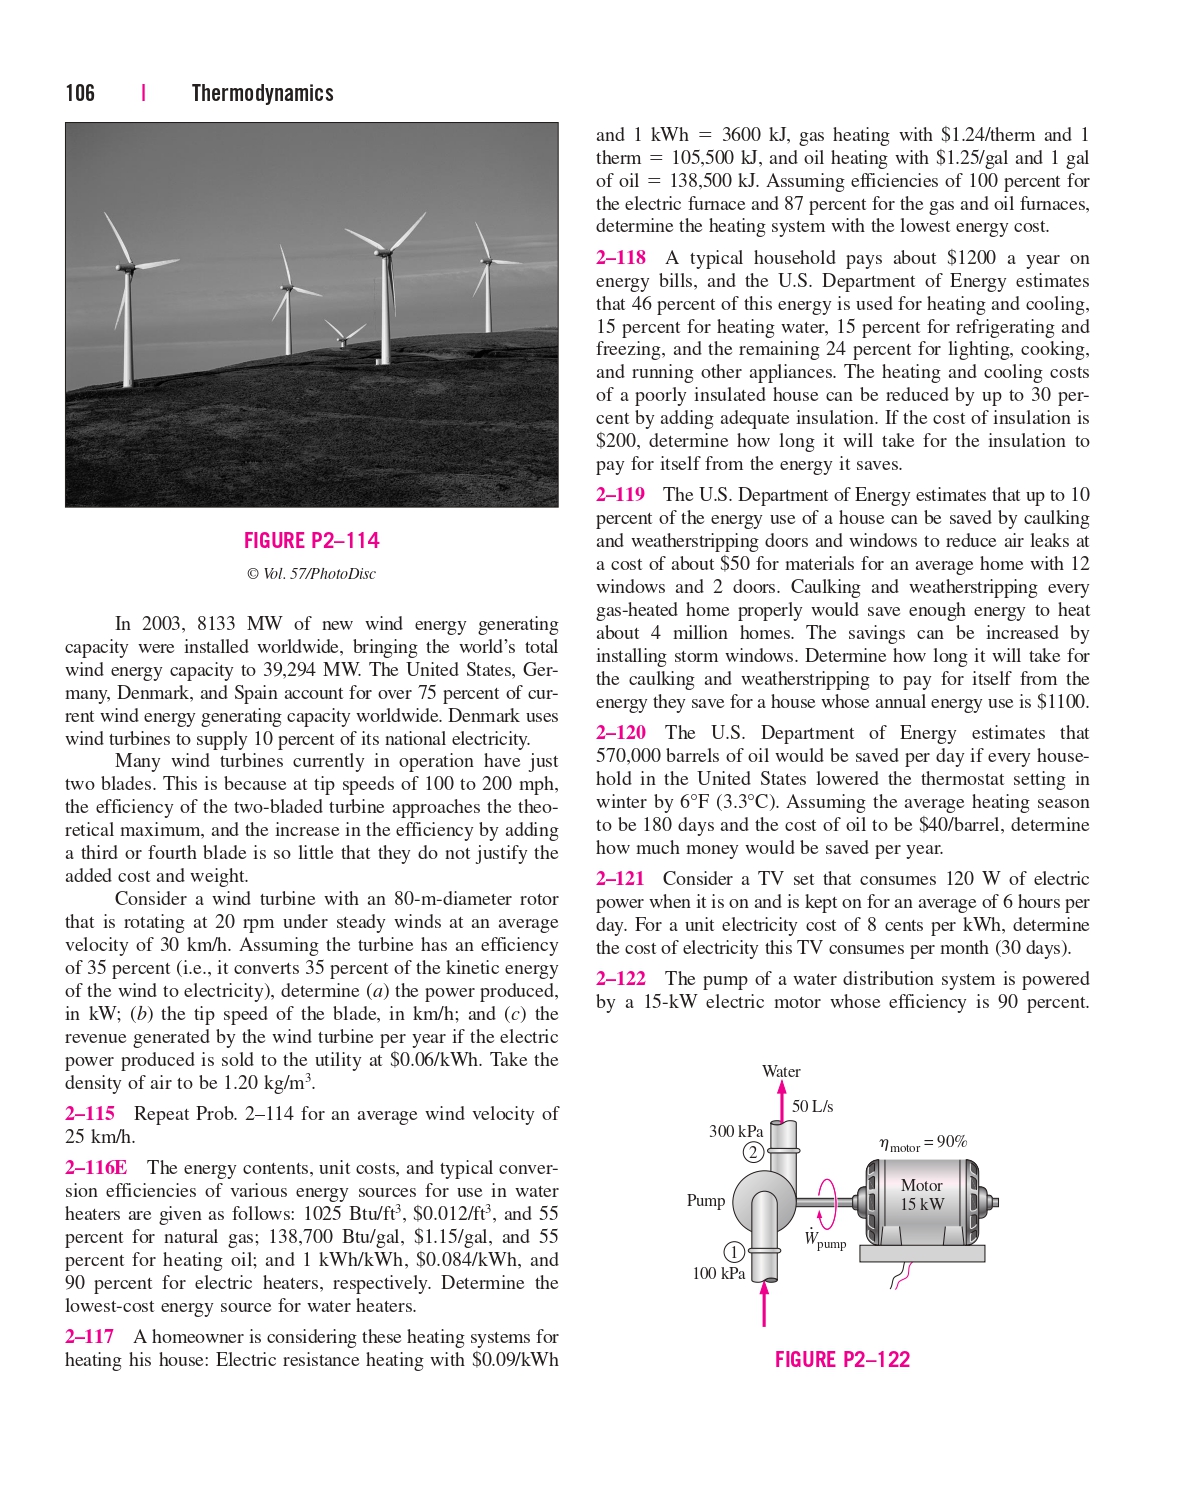 106 | Thermodynamics
FIGURE P2–114
© Vol. 57/PhotoDisc
In 2003, 8133 MW of new wind energy generating
capacity were installed worldwide, bringing the world's total
wind energy capacity to 39,294 MW. The United States, Ger-
many, Denmark, and Spain account for over 75 percent of cur-
rent wind energy generating capacity worldwide. Denmark uses
wind turbines to supply 10 percent of its national electricity.
Many wind turbines currently in operation have just
two blades. This is because at tip speeds of 100 to 200 mph,
the efficiency of the two-bladed turbine approaches the theo-
retical maximum, and the increase in the efficiency by adding
a third or fourth blade is so little that they do not justify the
added cost and weight.
Consider a wind turbine with an 80-m-diameter rotor
that is rotating at 20 rpm under steady winds at an average
velocity of 30 km/h. Assuming the turbine has an efficiency
of 35 percent (i.e., it converts 35 percent of the kinetic energy
of the wind to electricity), determine (a) the power produced,
in kW; (b) the tip speed of the blade, in km/h; and (c) the
revenue generated by the wind turbine per year if the electric
power produced is sold to the utility at $0.06/kWh. Take the
density of air to be 1.20 kg/m³.
2–115 Repeat Prob. 2–114 for an average wind velocity of
25 km/h.
2–116E The energy contents, unit costs, and typical conver-
sion efficiencies of various energy sources for use in water
heaters are given as follows: 1025 Btu/ft³, $0.012/ft³, and 55
percent for natural gas; 138,700 Btu/gal, $1.15/gal, and 55
percent for heating oil; and 1 kWh/kWh, $0.084/kWh, and
90 percent for electric heaters, respectively. Determine the
lowest-cost energy source for water heaters.
2–117 A homeowner is considering these heating systems for
heating his house: Electric resistance heating with $0.09/kWh
and 1 kWh = 3600 kJ, gas heating with $1.24/therm and 1
therm = 105,500 kJ, and oil heating with $1.25/gal and 1 gal
of oil = 138,500 kJ. Assuming efficiencies of 100 percent for
the electric furnace and 87 percent for the gas and oil furnaces,
determine the heating system with the lowest energy cost.
2–118 A typical household pays about $1200 a year on
energy bills, and the U.S. Department of Energy estimates
that 46 percent of this energy is used for heating and cooling,
15 percent for heating water, 15 percent for refrigerating and
freezing, and the remaining 24 percent for lighting, cooking,
and running other appliances. The heating and cooling costs
of a poorly insulated house can be reduced by up to 30 per-
cent by adding adequate insulation. If the cost of insulation is
$200, determine how long it will take for the insulation to
pay for itself from the energy it saves.
2–119 The U.S. Department of Energy estimates that up to 10
percent of the energy use of a house can be saved by caulking
and weatherstripping doors and windows to reduce air leaks at
a cost of about $50 for materials for an average home with 12
windows and 2 doors. Caulking and weatherstripping every
gas-heated home properly would save enough energy to heat
about 4 million homes. The savings can be increased by
installing storm windows. Determine how long it will take for
the caulking and weatherstripping to pay for itself from the
energy they save for a house whose annual energy use is $1100.
2–120 The U.S. Department of Energy estimates that
570,000 barrels of oil would be saved per day if every house-
hold in the United States lowered the thermostat setting in
winter by 6°F (3.3°C). Assuming the average heating season
to be 180 days and the cost of oil to be $40/barrel, determine
how much money would be saved per year.
2–121 Consider a TV set that consumes 120 W of electric
power when it is on and is kept on for an average of 6 hours per
day. For a unit electricity cost of 8 cents per kWh, determine
the cost of electricity this TV consumes per month (30 days).
2–122 The pump of a water distribution system is powered
by a 15-kW electric motor whose efficiency is 90 percent.
Water
50 L/s
300 kPa
2
η motor = 90%
Motor
15 kW
Pump
Ẇ pump
1
100 kPa
FIGURE P2–122